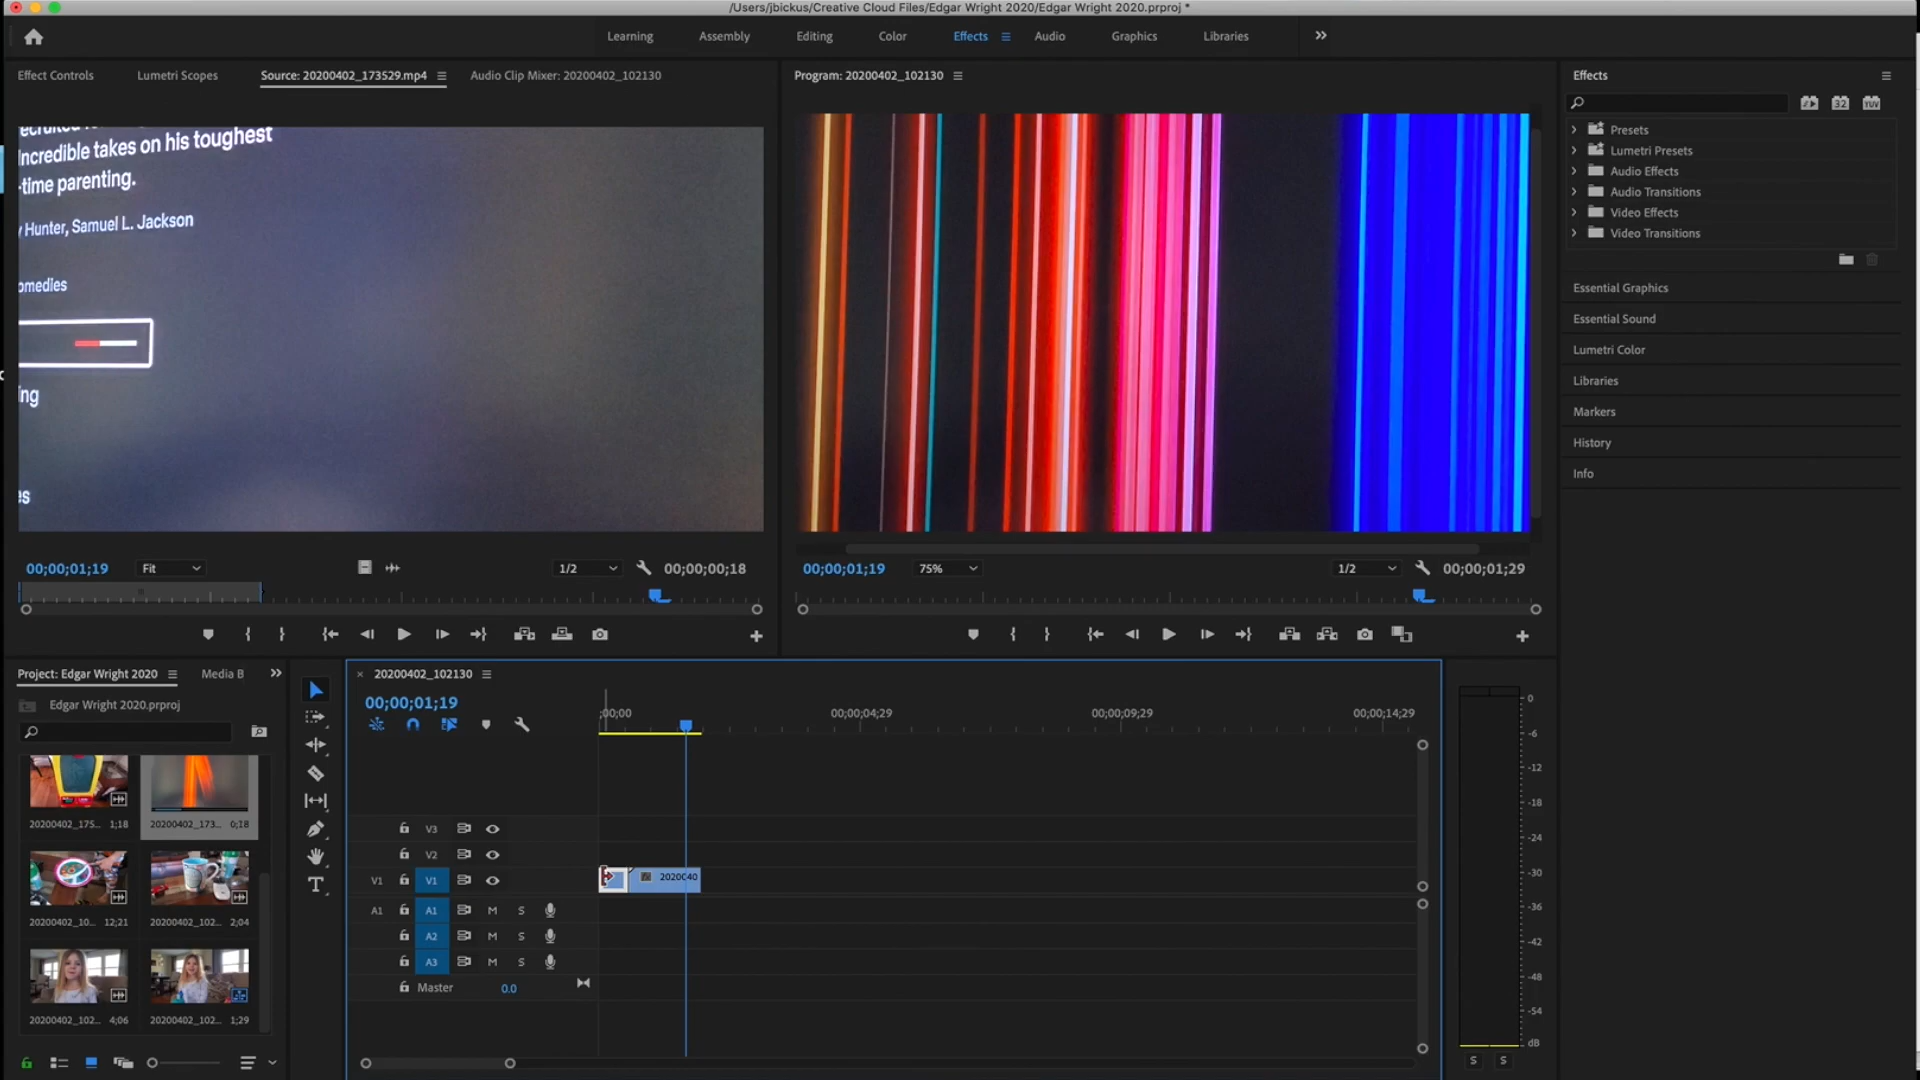 /Users/jbickus/Creative Cloud Files/Edgar Wright 2020/Edgar Wright 2020.prproj *
Learning
Assembly
Editing
Color
Effects
Audio
Graphics
Libraries
Effect Controls
Lumetri Scopes
Source: 20200402_173529.mp4
Audio Clip Mixer: 20200402_102130
Program: 20200402_102130
Effects
Incredible takes on his toughest
-time parenting.
Hunter, Samuel L. Jackson
omedies
ing
es
Presets
Lumetri Presets
Audio Effects
Audio Transitions
Video Effects
Video Transitions
Essential Graphics
Essential Sound
Lumetri Color
Libraries
Markers
History
Info
00;00;01;19
Fit
1/2
00;00;00;18
00;00;01;19
75%
1/2
00;00;01;29
Project: Edgar Wright 2020
Media B
Edgar Wright 2020.prproj
20200402_175... 1;18
20200402_173... 0;18
20200402_10... 12;21
20200402_10... 2;04
20200402_102... 4;06
20200402_102... 1;29
20200402_102130
00;00;01;19
;00;00
00;00;04;29
00;00;09;29
00;00;14;29
V3
V2
V1 V1
202004
A1 A1 M S
A2 M S
A3 M S
Master 0.0
0
-6
-12
-18
-24
-30
-36
-42
-48
-54
dB
S S